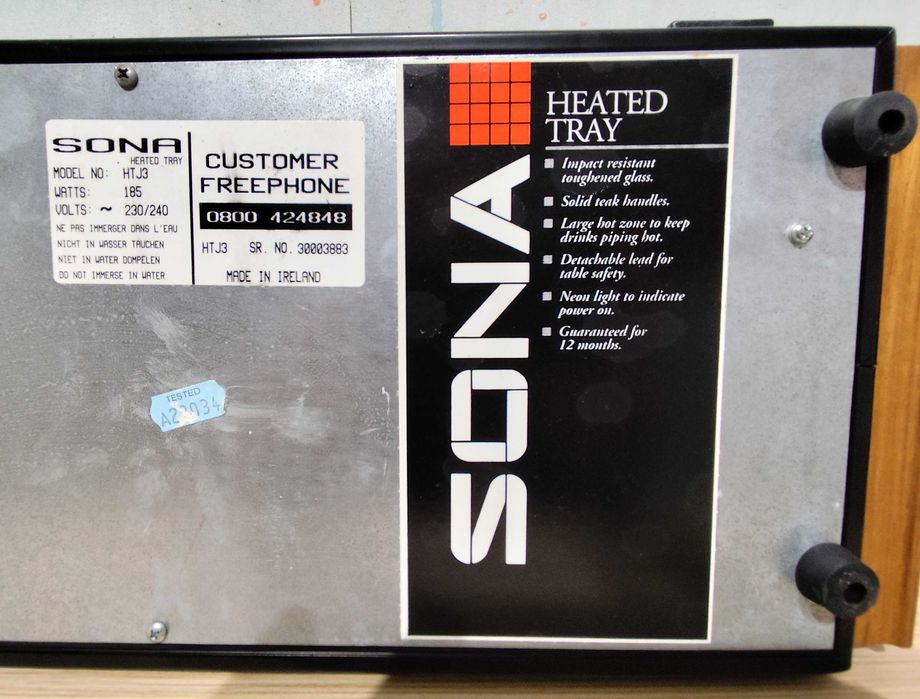 SONA
HEATED TRAY
MODEL NO: HTJ3
WATTS: 185
VOLTS: ~ 230/240
NE PAS IMMERGER DANS L'EAU
NICHT IN WASSER TAUCHEN
NIET IN WATER DOMPELEN
DO NOT IMMERSE IN WATER
CUSTOMER
FREEPHONE
0800 424848
HTJ3 SR. NO. 30003883
MADE IN IRELAND
TESTED
HEATED
TRAY
Impact resistant
toughened glass.
Solid teak handles.
Large hot zone to keep
drinks piping hot.
Detachable lead for
table safety.
Neon light to indicate
power on.
Guaranteed for
12 months.
SONA